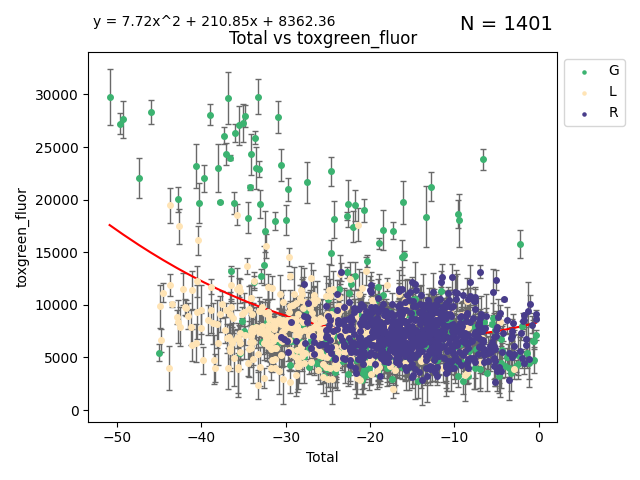 y = 7.72x^2 + 210.85x + 8362.36
N = 1401
Total vs toxgreen_fluor
30000
25000
20000
15000
10000
5000
0
toxgreen_fluor
−50
−40
−30
−20
−10
0
Total
G
L
R